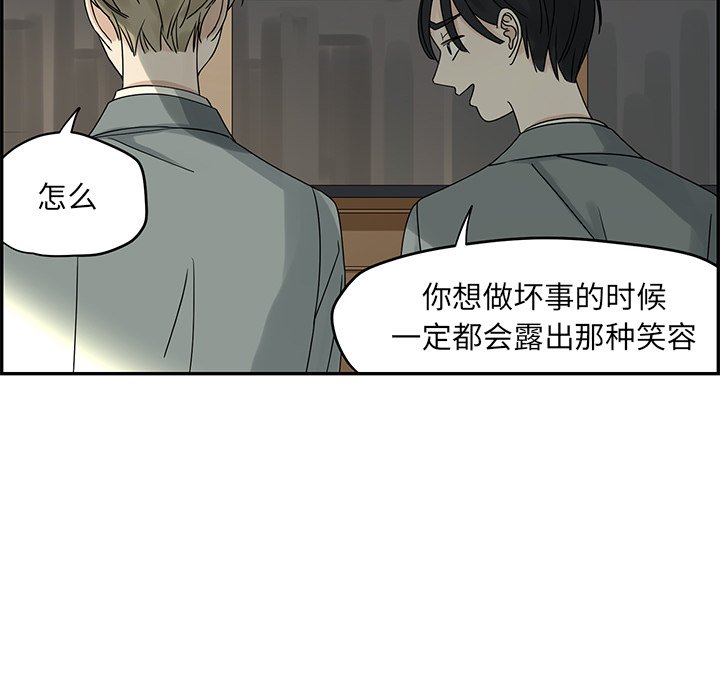 怎么
你想做坏事的时候
一定都会露出那种笑容